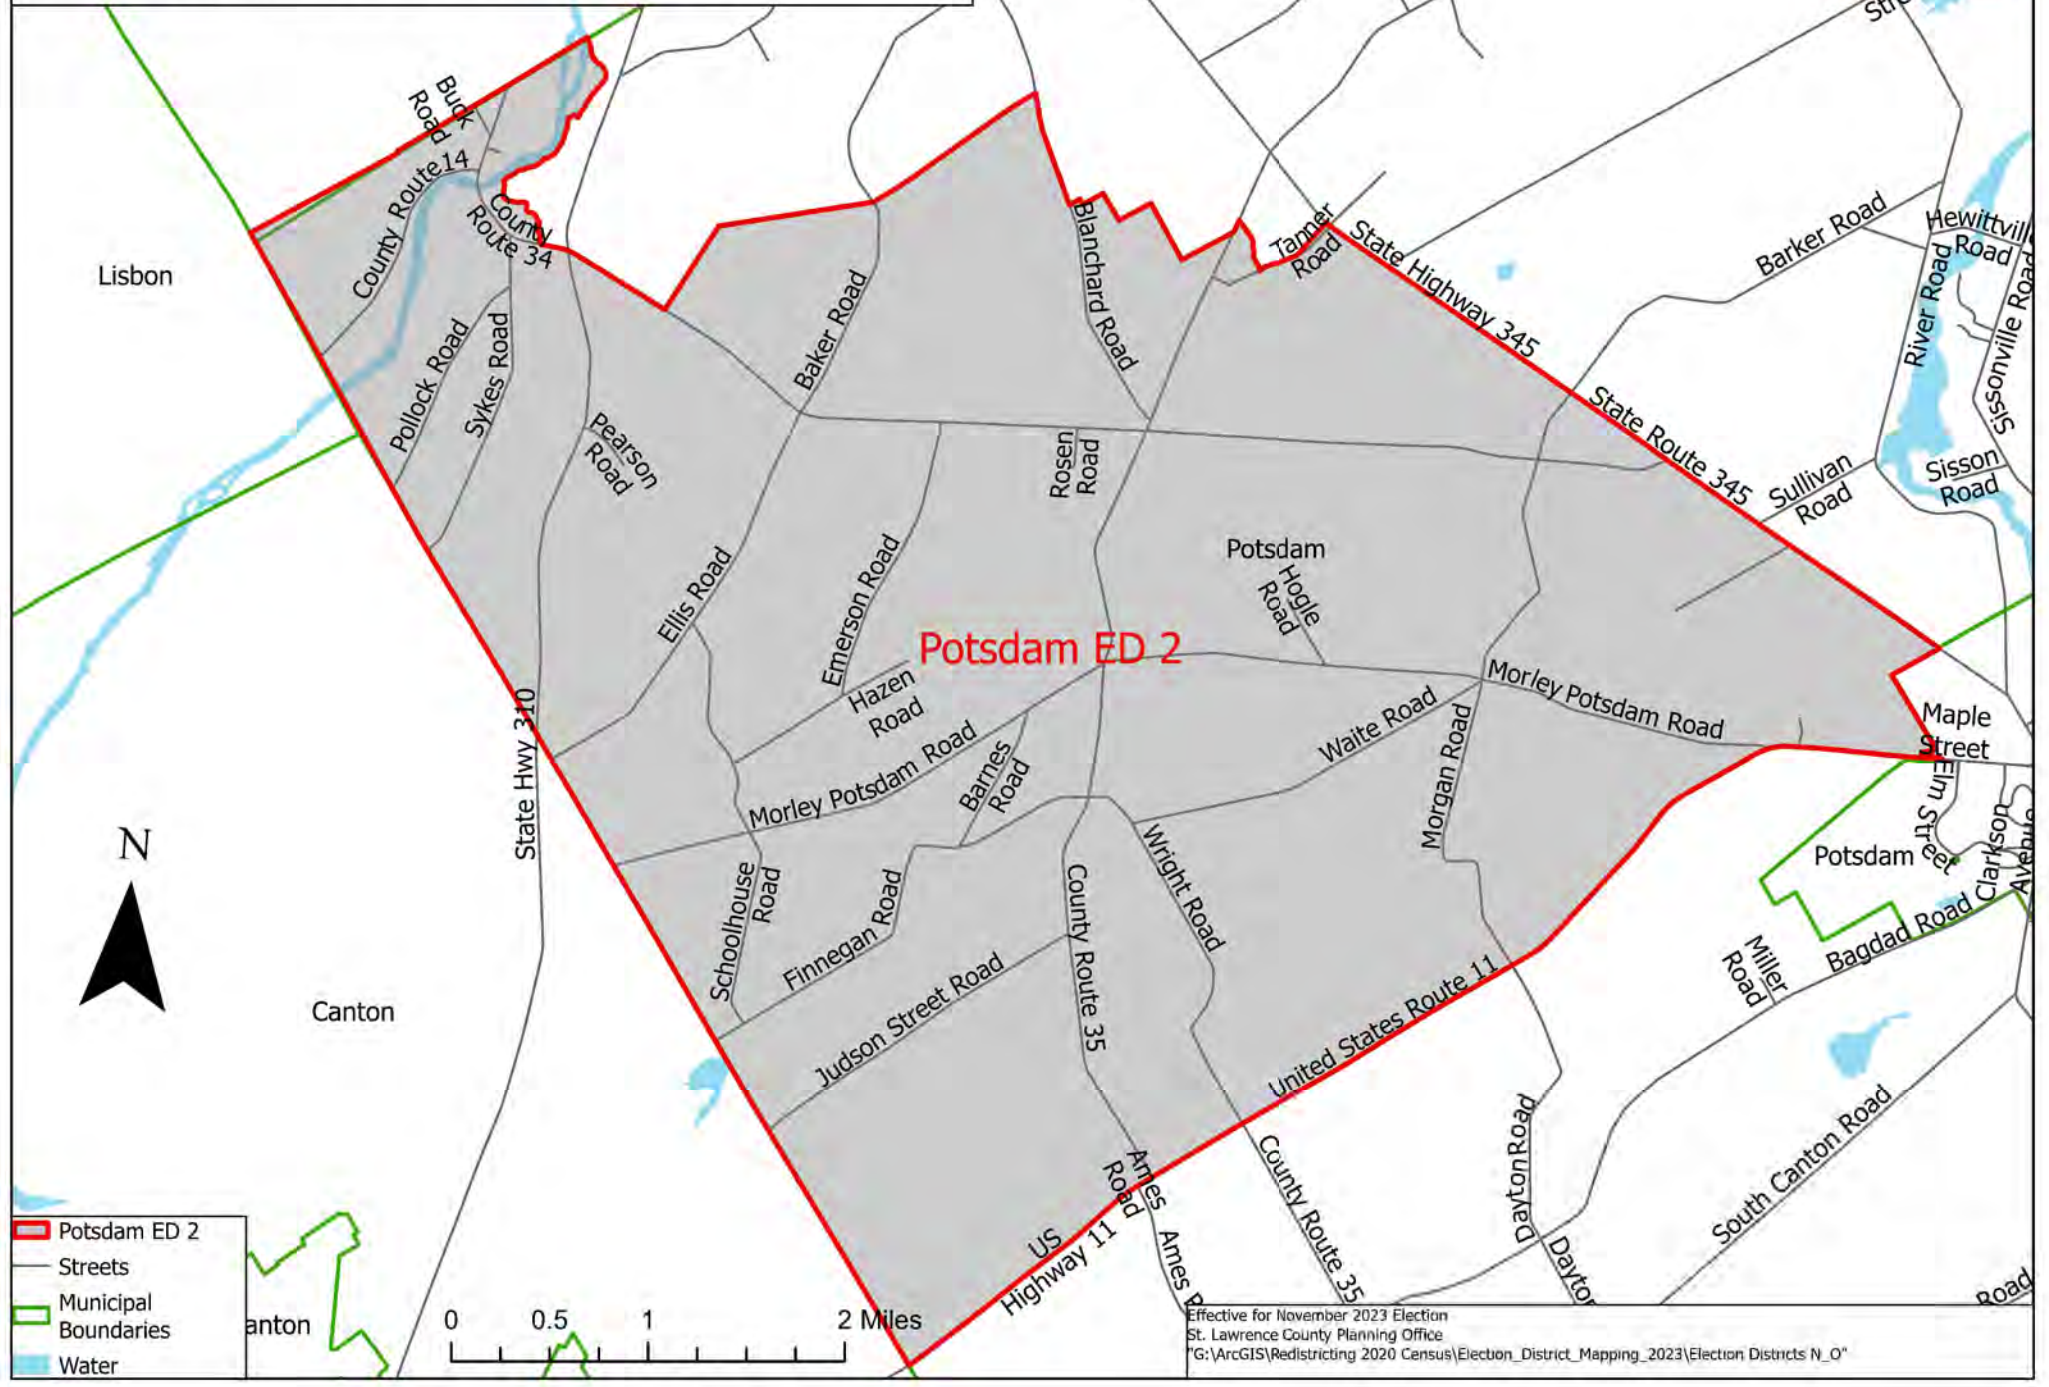 Stre
Buck
Road
County Route14
County
Route 34
Tanner
Road
State Highway 345
Barker Road
Hewittville
Road
River Road
Sissonville Road
Lisbon
Blanchard Road
Baker Road
Pollock Road
Sykes Road
Pearson
Road
State Route 345
Rosen
Road
Sullivan
Road
Sisson
Road
Potsdam
Hogle
Road
Ellis Road
Emerson Road
Potsdam ED 2
Hazen
Road
Morley Potsdam Road
Morley Potsdam Road
Waite Road
Morgan Road
Barnes
Road
Maple
Street
Elm Street
State Hwy 310
N
Potsdam
Clarkson
Avenue
Wright Road
Schoolhouse
Road
Finnegan Road
County Route 35
Judson Street Road
Bagdad Road
Miller
Road
Canton
United States Route 11
Dayton Road
South Canton Road
Ames
Road
US
Highway 11
County Route 35
Ames R
Dayton
Road
anton
Potsdam ED 2
Streets
Municipal
Boundaries
Water
0 0.5 1 2 Miles
Effective for November 2023 Election
St. Lawrence County Planning Office
"G:\ArcGIS\Redistricting 2020 Census\Election_District_Mapping_2023\Election Districts N_O"